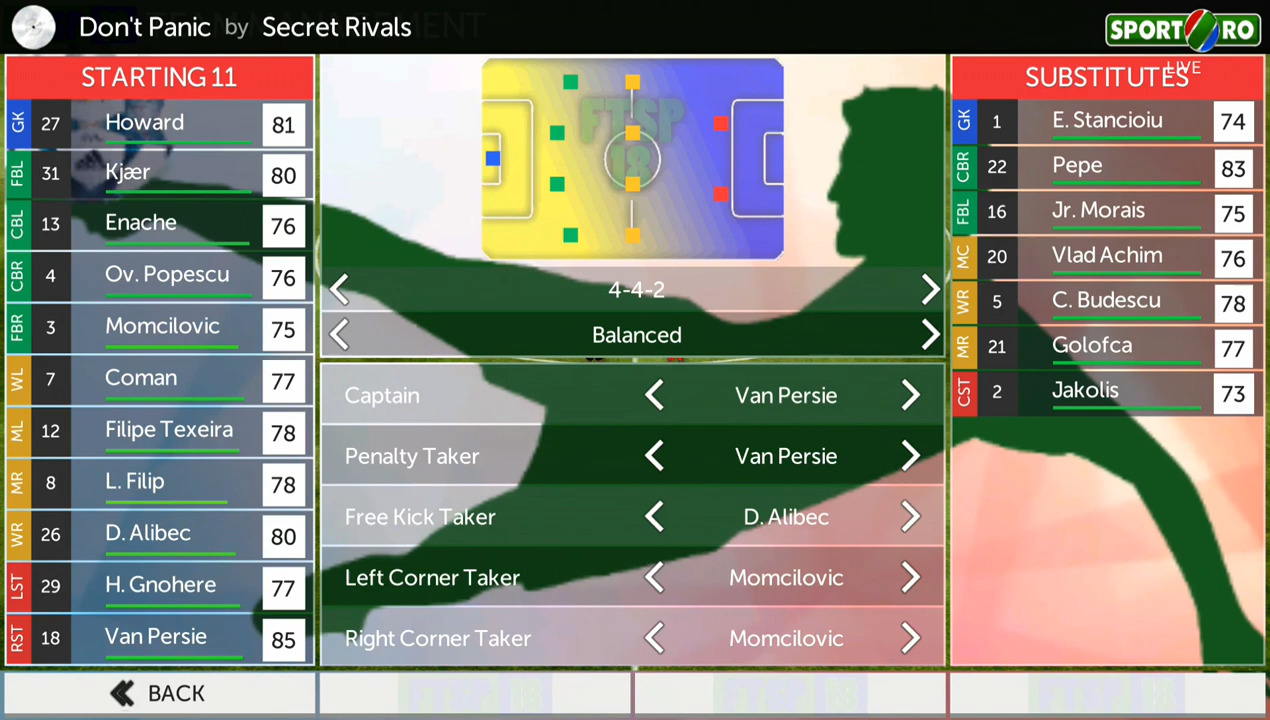 Don't Panic by Secret Rivals
SPORT RO
LIVE
STARTING 11
GK 27 Howard 81
FBL 31 Kjær 80
CBL 13 Enache 76
CBR 4 Ov. Popescu 76
FBR 3 Momcilovic 75
WL 7 Coman 77
ML 12 Filipe Texeira 78
MR 8 L. Filip 78
WR 26 D. Alibec 80
LST 29 H. Gnohere 77
RST 18 Van Persie 85
FTSP
18
4-4-2
Balanced
Captain Van Persie
Penalty Taker Van Persie
Free Kick Taker D. Alibec
Left Corner Taker Momcilovic
Right Corner Taker Momcilovic
SUBSTITUTES
GK 1 E. Stancioiu 74
CBR 22 Pepe 83
FBL 16 Jr. Morais 75
MC 20 Vlad Achim 76
WR 5 C. Budescu 78
MR 21 Golofca 77
CST 2 Jakolis 73
BACK
FTSP 18